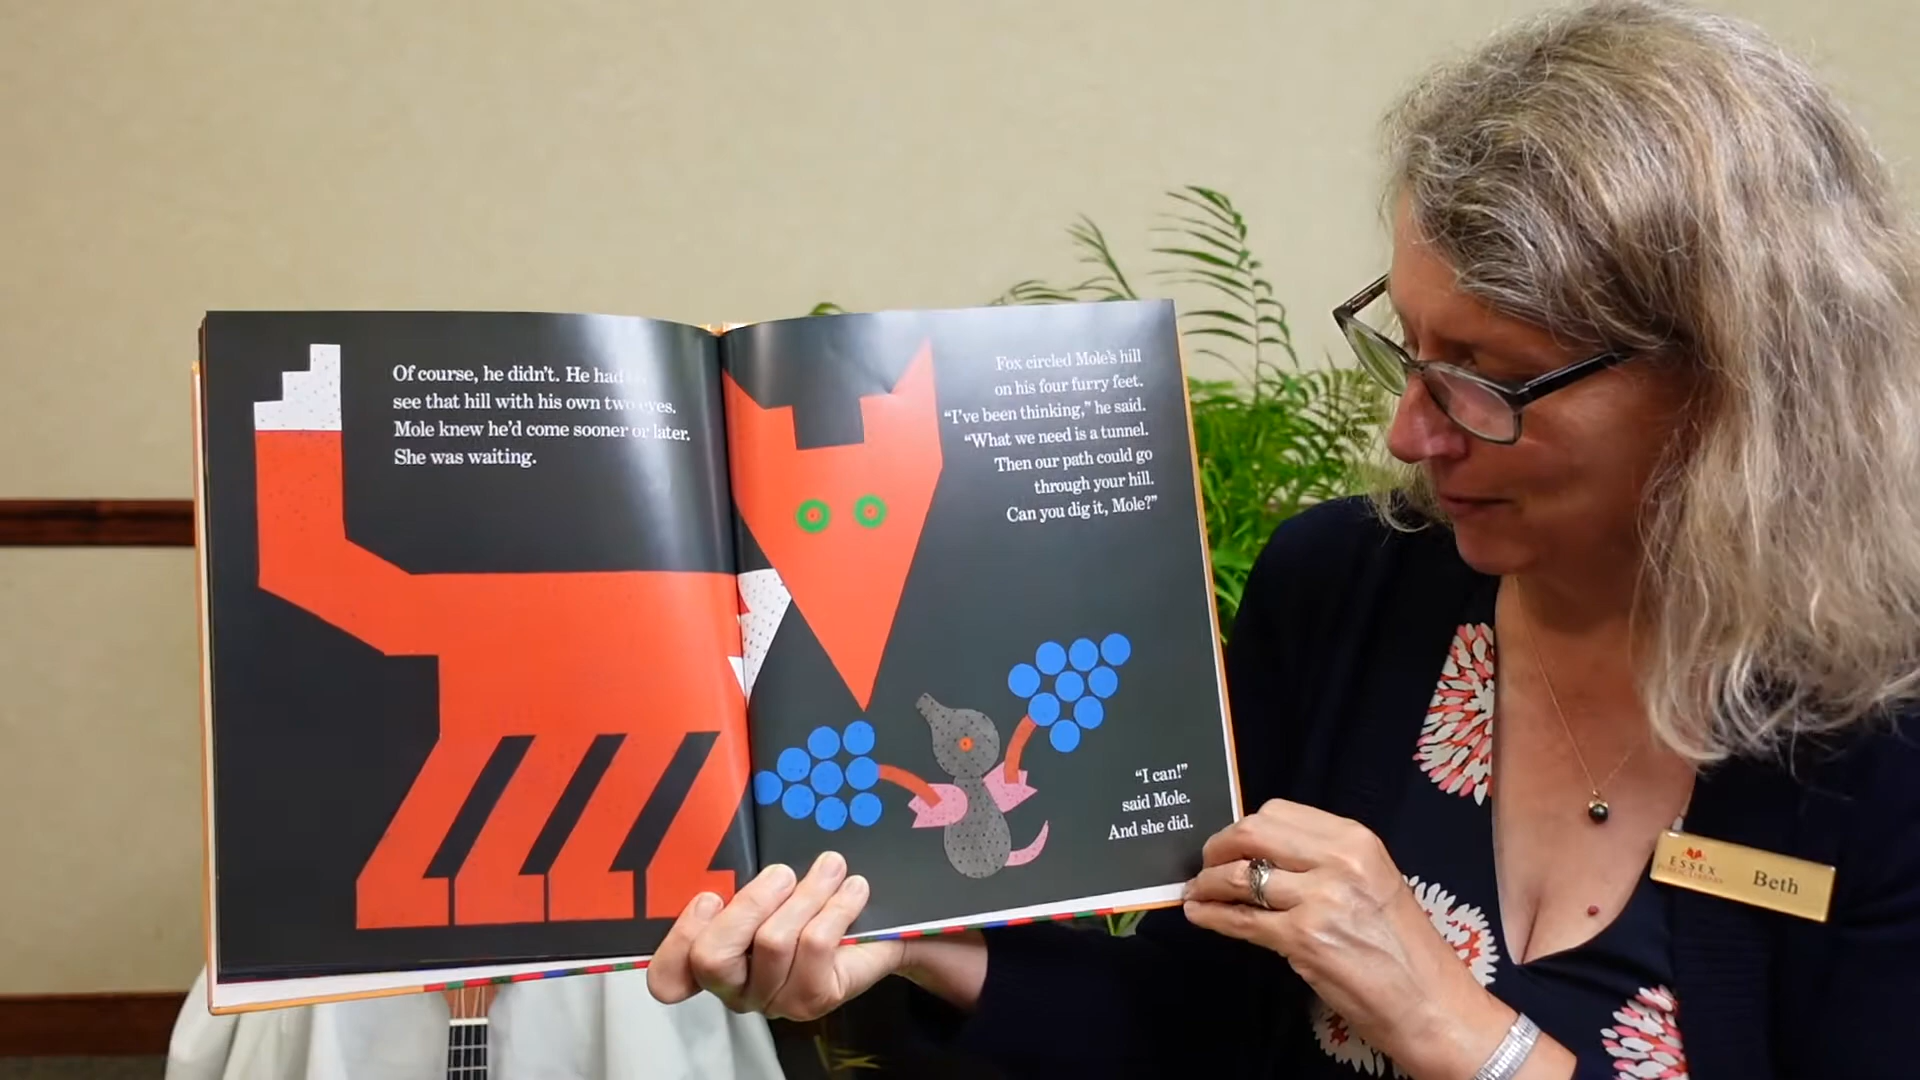 Of course, he didn't. He had
see that hill with his own two eyes.
Mole knew he'd come sooner or later.
She was waiting.
Fox circled Mole's hill
on his four furry feet.
“I've been thinking,” he said.
“What we need is a tunnel.
Then our path could go
through your hill.
Can you dig it, Mole?”
“I can!”
said Mole.
And she did.
ESSEX
PUBLIC LIBRARY
Beth